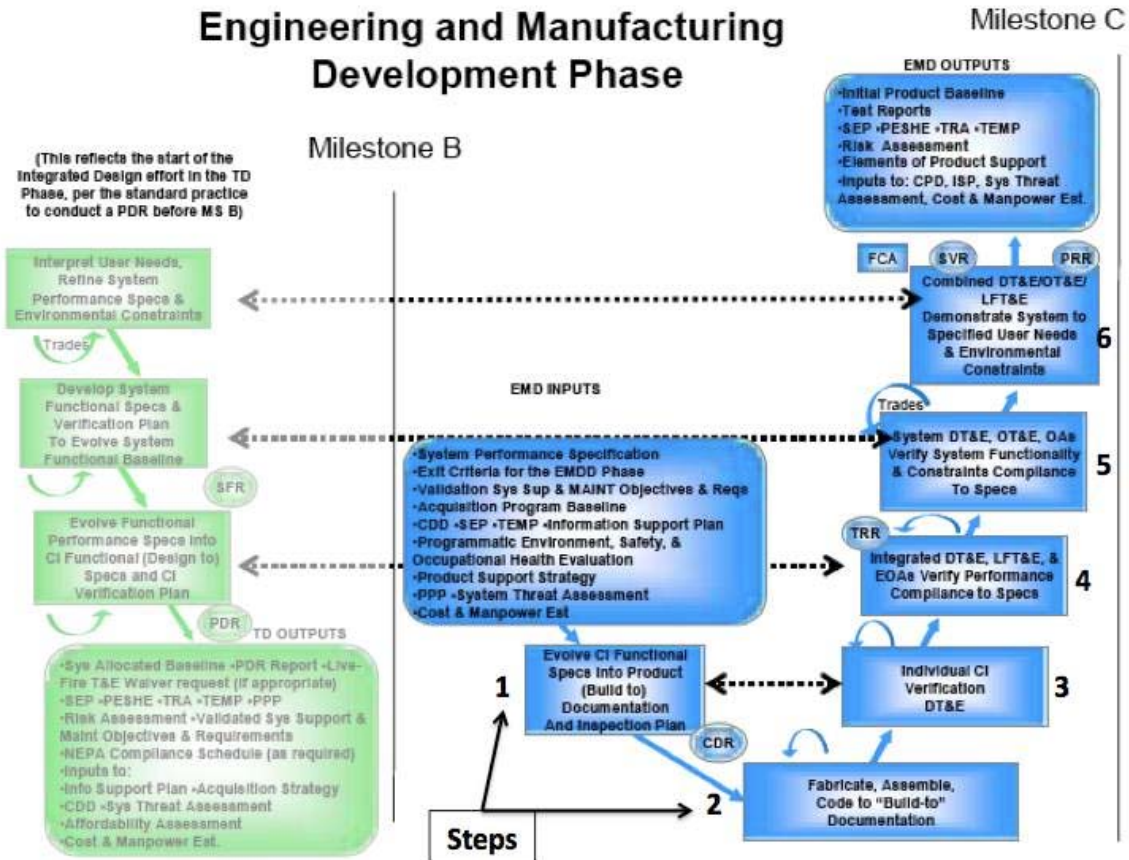 Engineering and Manufacturing
Development Phase
Milestone C
Milestone B
(This reflects the start of the
Integrated Design effort in the TD
Phase, per the standard practice
to conduct a PDR before MS B)
Interpret User Needs,
Refine System
Performance Specs &
Environmental Constraints
Trades
Develop System
Functional Specs &
Verification Plan
To Evolve System
Functional Baseline
SFR
Evolve Functional
Performance Specs into
CI Functional (Design to)
Specs and CI
Verification Plan
PDR
TD OUTPUTS
•Sys Allocated Baseline •PDR Report •Live-
Fire T&E Waiver request (if appropriate)
•SEP •PESHE •TRA •TEMP •PPP
•Risk Assessment •Validated Sys Support &
Maint Objectives & Requirements
•NEPA Compliance Schedule (as required)
•Inputs to:
Info Support Plan •Acquisition Strategy
•CDD •Sys Threat Assessment
•Affordability Assessment
•Cost & Manpower Est.
EMD INPUTS
•System Performance Specification
•Exit Criteria for the EMDD Phase
•Validation Sys Sup & MAINT Objectives & Reqs
•Acquisition Program Baseline
•CDD •SEP •TEMP •Information Support Plan
•Programmatic Environment, Safety, &
Occupational Health Evaluation
•Product Support Strategy
•PPP •System Threat Assessment
•Cost & Manpower Est
1
Evolve CI Functional
Specs Into Product
(Build to)
Documentation
And Inspection Plan
CDR
Steps
2
Fabricate, Assemble,
Code to "Build-to"
Documentation
Individual CI
Verification
DT&E
3
TRR
Integrated DT&E, LFT&E, &
EOAs Verify Performance
Compliance to Specs
4
Trades
System DT&E, OT&E, OAs
Verify System Functionality
& Constraints Compliance
To Specs
5
FCA
SVR
PRR
Combined DT&E/OT&E/
LFT&E
Demonstrate System to
Specified User Needs
& Environmental
Constraints
6
EMD OUTPUTS
•Initial Product Baseline
•Test Reports
•SEP •PESHE •TRA •TEMP
•Risk Assessment
•Elements of Product Support
•Inputs to: CPD, ISP, Sys Threat
Assessment, Cost & Manpower Est.